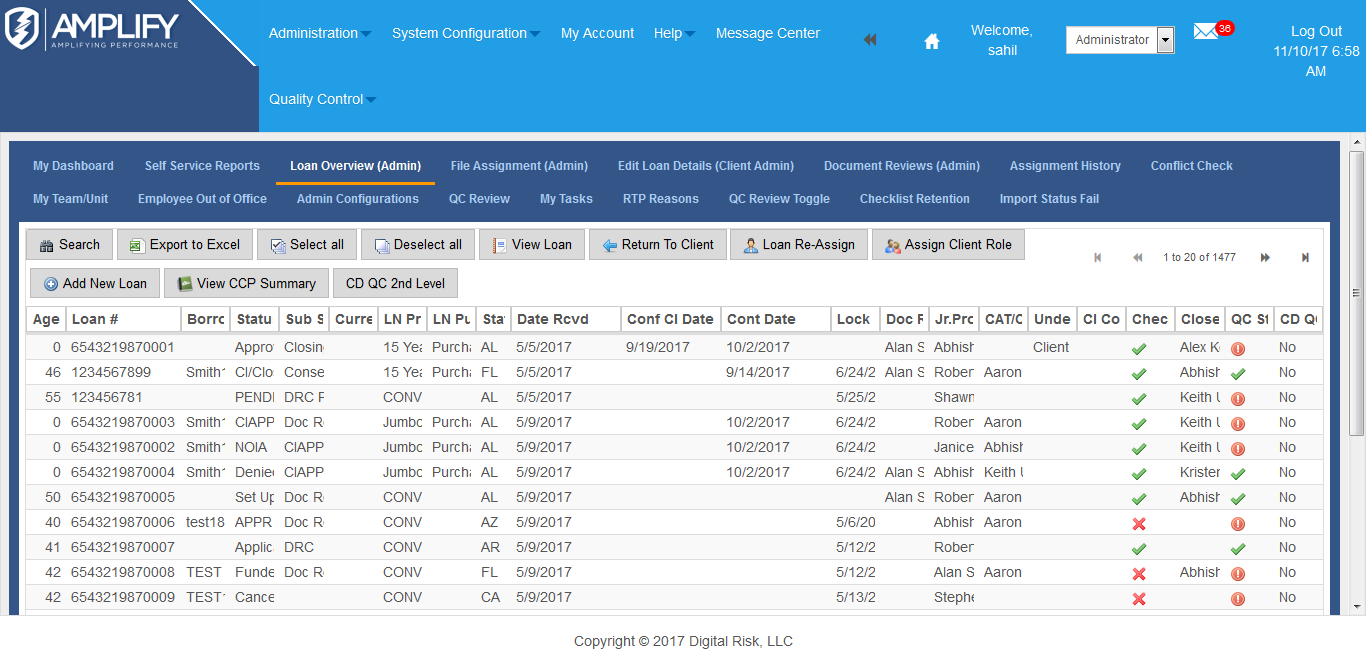 AMPLIFY
AMPLIFYING PERFORMANCE
Administration System Configuration My Account Help Message Center
Welcome, sahil
Administrator
36
Log Out
11/10/17 6:58 AM
Quality Control
My Dashboard Self Service Reports Loan Overview (Admin) File Assignment (Admin) Edit Loan Details (Client Admin) Document Reviews (Admin) Assignment History Conflict Check
My Team/Unit Employee Out of Office Admin Configurations QC Review My Tasks RTP Reasons QC Review Toggle Checklist Retention Import Status Fail
Search Export to Excel Select all Deselect all View Loan Return To Client Loan Re-Assign Assign Client Role 1 to 20 of 1477
Add New Loan View CCP Summary CD QC 2nd Level
Age Loan # Borro Statu Sub S Curre LN Pr LN Pu Sta Date Rcvd Conf Cl Date Cont Date Lock Doc R Jr.Pro CAT/C Unde Cl Co Chec Close QC St CD QC
0 6543219870001 Appro Closin 15 Yea Purcha AL 5/5/2017 9/19/2017 10/2/2017 Alan S Abhish Client Alex K No
46 1234567899 Smith1 Cl/Clo Conse 15 Yea Purcha FL 5/5/2017 9/14/2017 6/24/2 Alan S Rober Aaron Abhish No
55 123456781 PENDI DRC F CONV AL 5/5/2017 5/25/2 Shawn Keith U No
0 6543219870003 Smith1 ClAPP Doc R Jumbo Purcha AL 5/9/2017 10/2/2017 6/24/2 Rober Aaron Keith U No
0 6543219870002 Smith1 NOIA ClAPP Jumbo Purcha AL 5/9/2017 10/2/2017 6/24/2 Janice Abhish Keith U No
0 6543219870004 Smith1 Denied ClAPP Jumbo Purcha AL 5/9/2017 10/2/2017 6/24/2 Alan S Abhish Keith U Kristen No
50 6543219870005 Set Up Doc R CONV AL 5/9/2017 Alan S Rober Aaron Abhish No
40 6543219870006 test18 APPR Doc R CONV AZ 5/9/2017 5/6/20 Abhish Aaron No
41 6543219870007 Applic DRC CONV AR 5/9/2017 5/12/2 Rober No
42 6543219870008 TEST Funde Doc R CONV FL 5/9/2017 5/12/2 Alan S Aaron Abhish No
42 6543219870009 TEST Cance CONV CA 5/9/2017 5/13/2 Stephe No
Copyright © 2017 Digital Risk, LLC